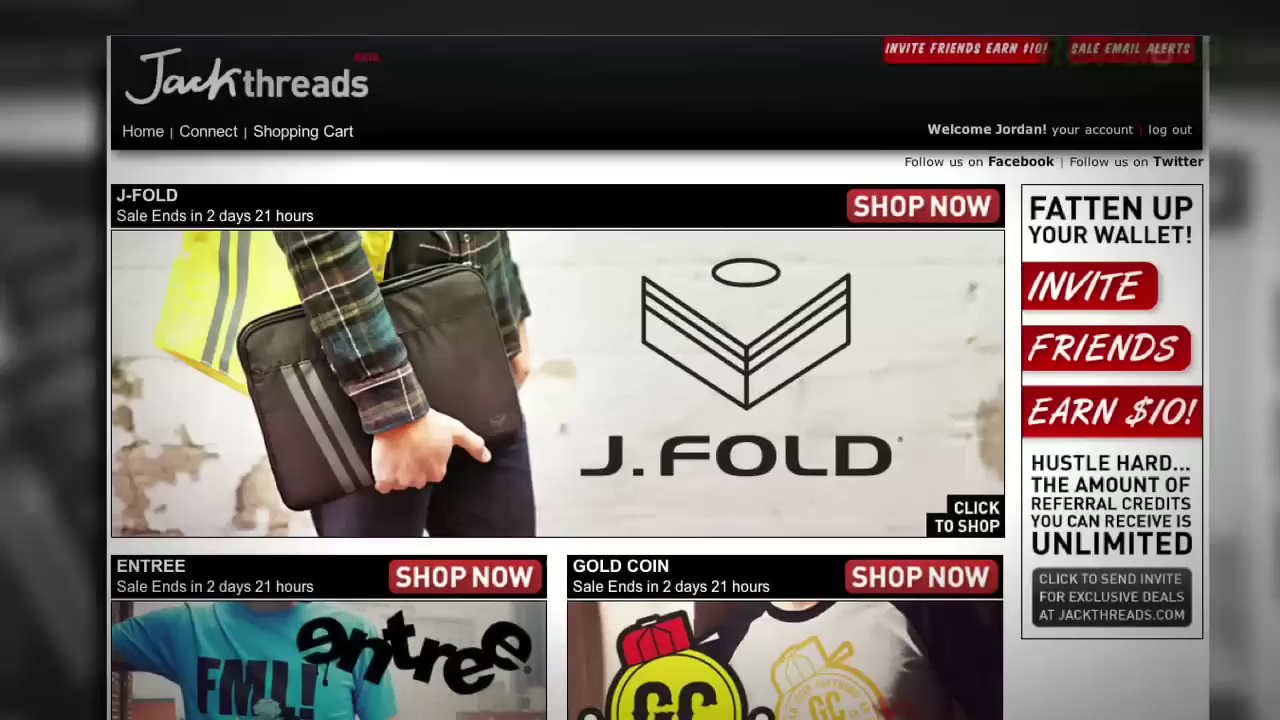 Jackthreads BETA
INVITE FRIENDS EARN $10!
SALE EMAIL ALERTS
Home | Connect | Shopping Cart
Welcome Jordan! your account | log out
Follow us on Facebook | Follow us on Twitter
J-FOLD
Sale Ends in 2 days 21 hours
SHOP NOW
J.FOLD
CLICK
TO SHOP
FATTEN UP
YOUR WALLET!
INVITE
FRIENDS
EARN $10!
HUSTLE HARD...
THE AMOUNT OF
REFERRAL CREDITS
YOU CAN RECEIVE IS
UNLIMITED
CLICK TO SEND INVITE
FOR EXCLUSIVE DEALS
AT JACKTHREADS.COM
ENTREE
Sale Ends in 2 days 21 hours
SHOP NOW
entree
FML!
GOLD COIN
Sale Ends in 2 days 21 hours
SHOP NOW
GC
GC